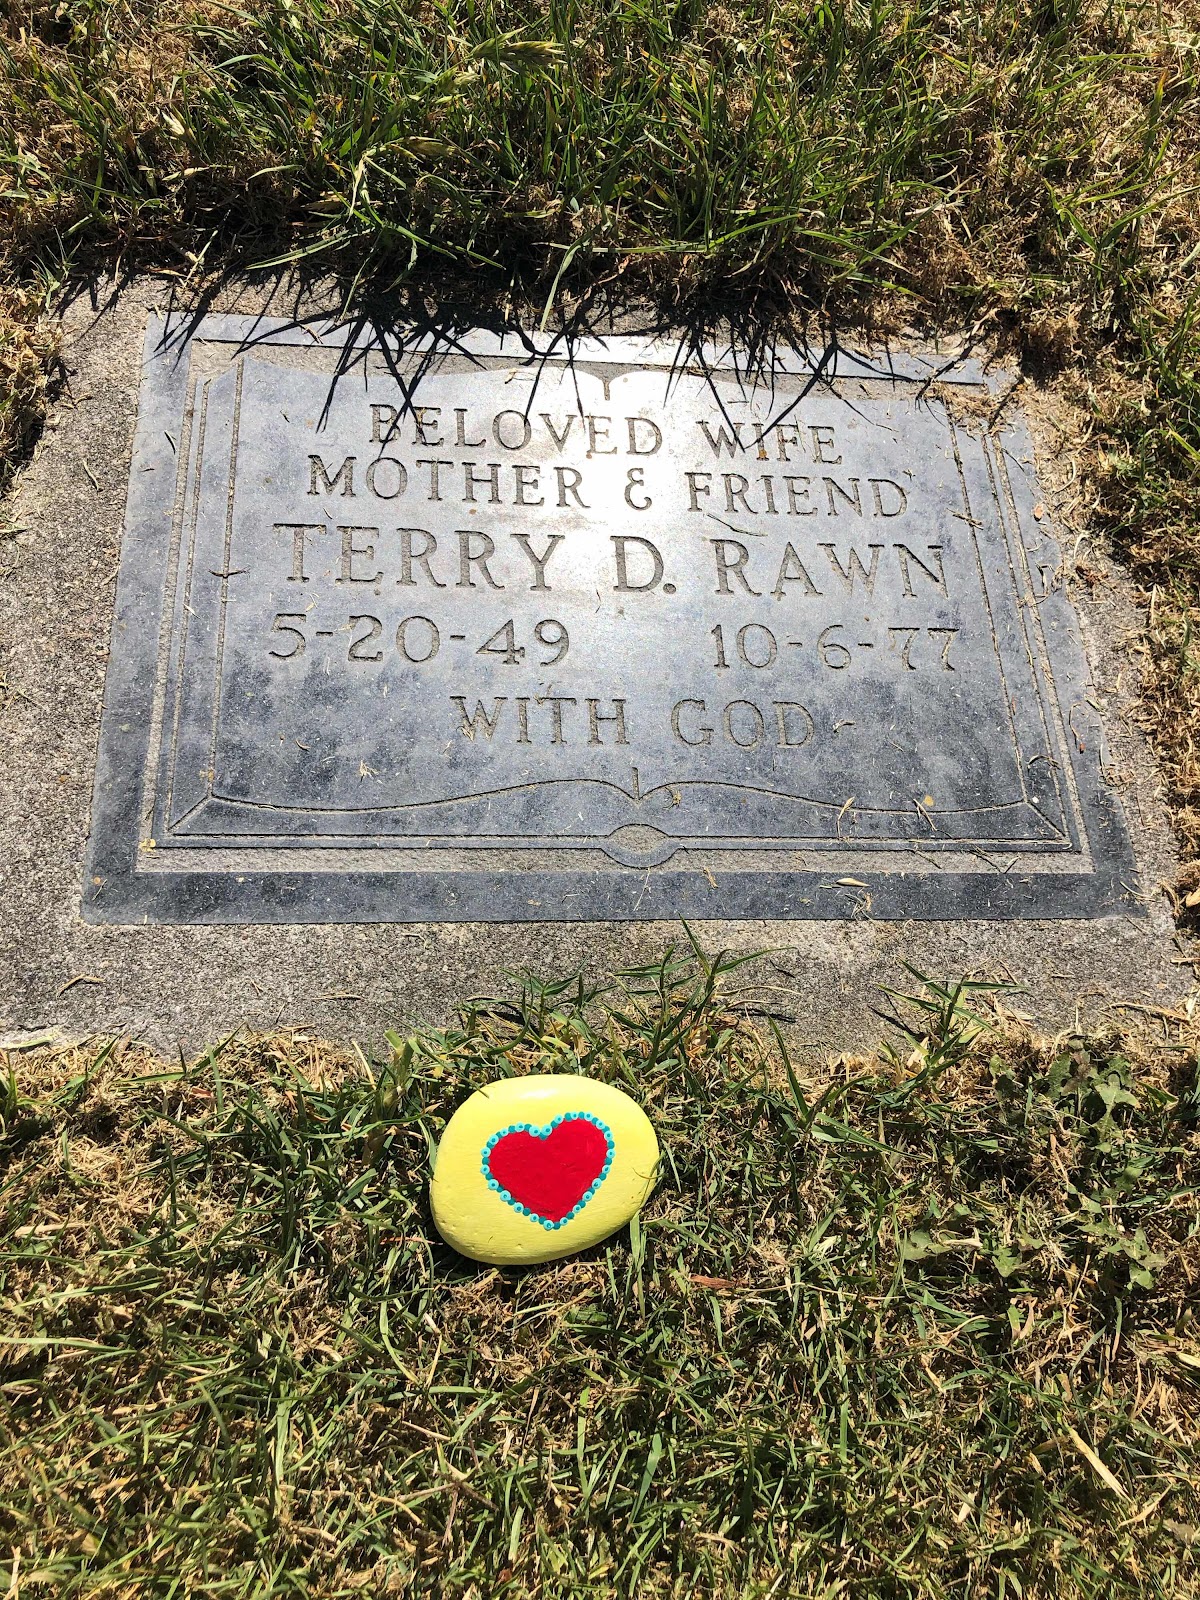 BELOVED WIFE
MOTHER & FRIEND
TERRY D. RAWN
5-20-49 10-6-77
WITH GOD